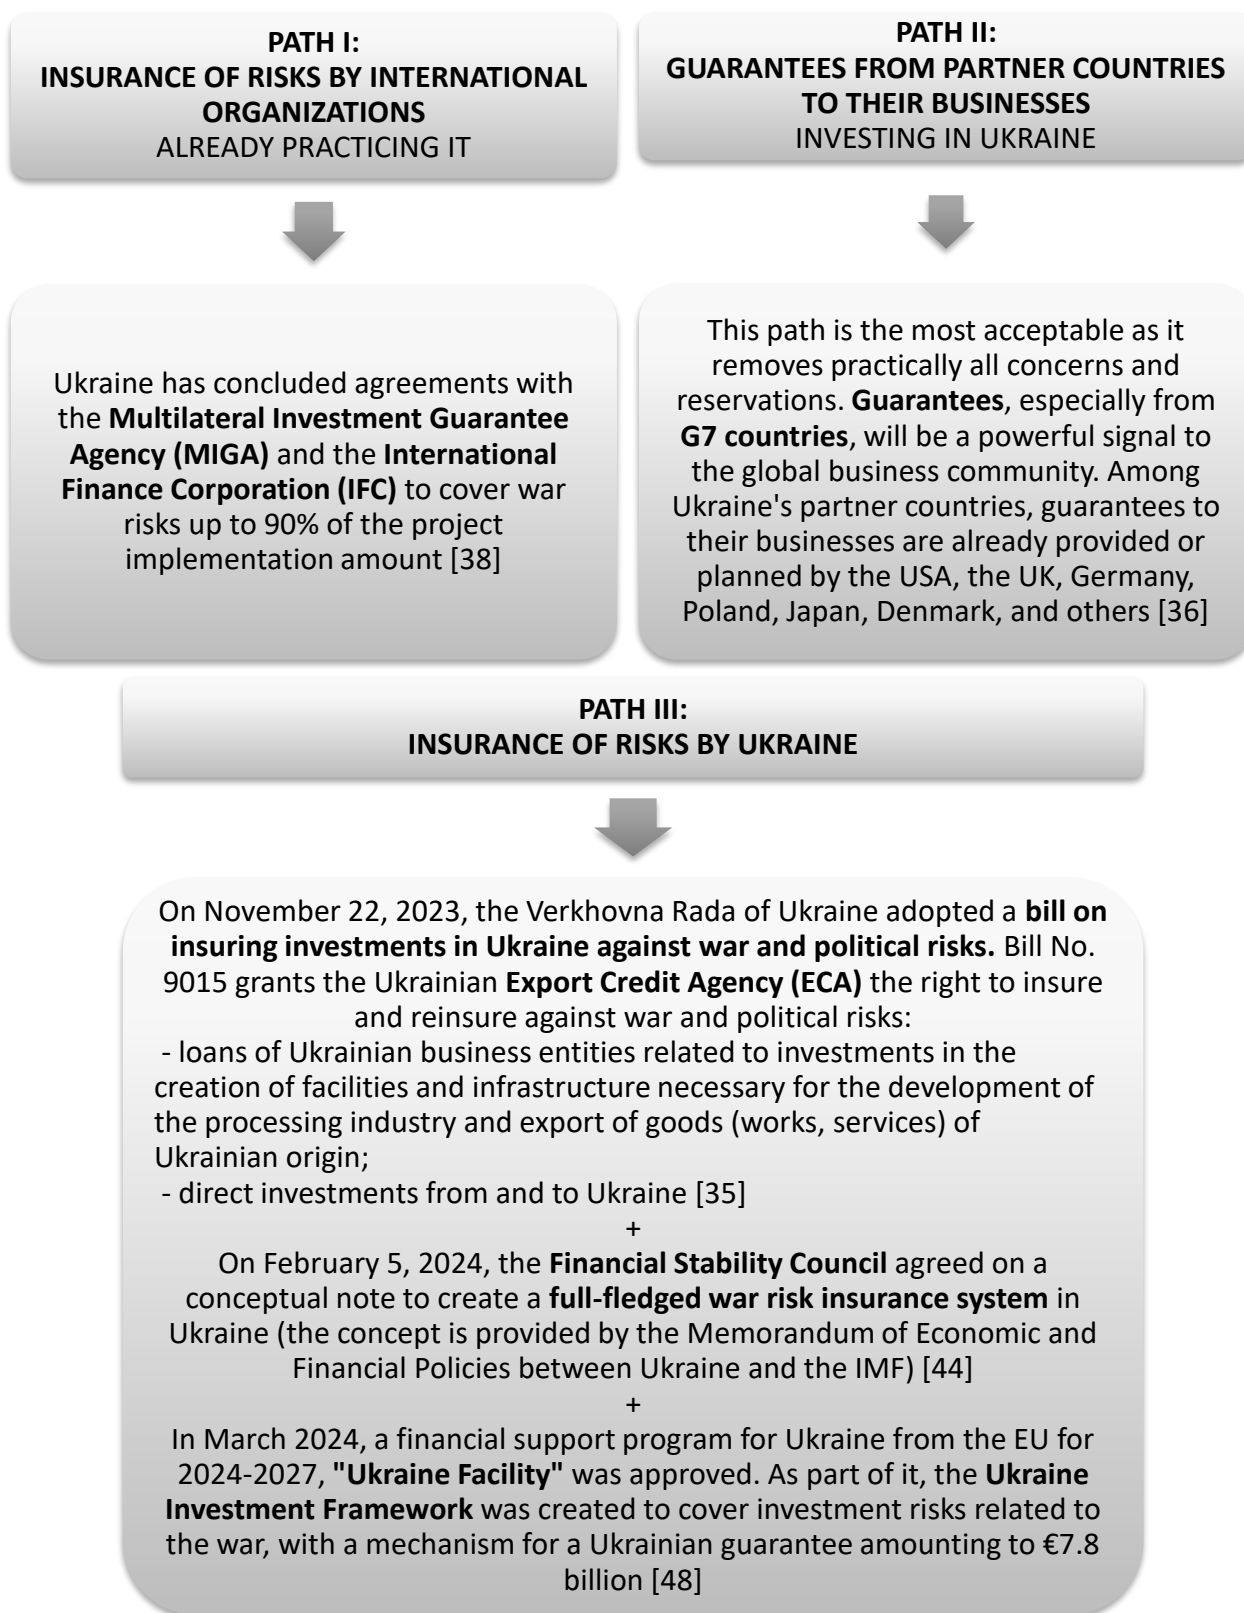 PATH I:
INSURANCE OF RISKS BY INTERNATIONAL
ORGANIZATIONS
ALREADY PRACTICING IT
PATH II:
GUARANTEES FROM PARTNER COUNTRIES
TO THEIR BUSINESSES
INVESTING IN UKRAINE
Ukraine has concluded agreements with
the Multilateral Investment Guarantee
Agency (MIGA) and the International
Finance Corporation (IFC) to cover war
risks up to 90% of the project
implementation amount [38]
This path is the most acceptable as it
removes practically all concerns and
reservations. Guarantees, especially from
G7 countries, will be a powerful signal to
the global business community. Among
Ukraine's partner countries, guarantees to
their businesses are already provided or
planned by the USA, the UK, Germany,
Poland, Japan, Denmark, and others [36]
PATH III:
INSURANCE OF RISKS BY UKRAINE
On November 22, 2023, the Verkhovna Rada of Ukraine adopted a bill on
insuring investments in Ukraine against war and political risks. Bill No.
9015 grants the Ukrainian Export Credit Agency (ECA) the right to insure
and reinsure against war and political risks:
- loans of Ukrainian business entities related to investments in the
creation of facilities and infrastructure necessary for the development of
the processing industry and export of goods (works, services) of
Ukrainian origin;
- direct investments from and to Ukraine [35]
+
On February 5, 2024, the Financial Stability Council agreed on a
conceptual note to create a full-fledged war risk insurance system in
Ukraine (the concept is provided by the Memorandum of Economic and
Financial Policies between Ukraine and the IMF) [44]
+
In March 2024, a financial support program for Ukraine from the EU for
2024-2027, "Ukraine Facility" was approved. As part of it, the Ukraine
Investment Framework was created to cover investment risks related to
the war, with a mechanism for a Ukrainian guarantee amounting to €7.8
billion [48]